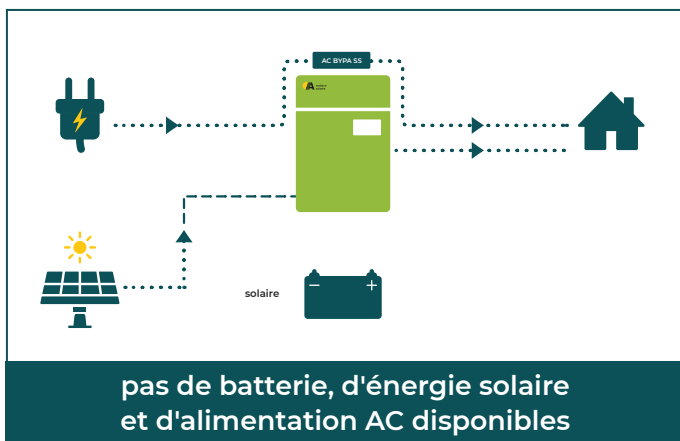 AC BYPA SS
solaire
pas de batterie, d'énergie solaire
et d'alimentation AC disponibles